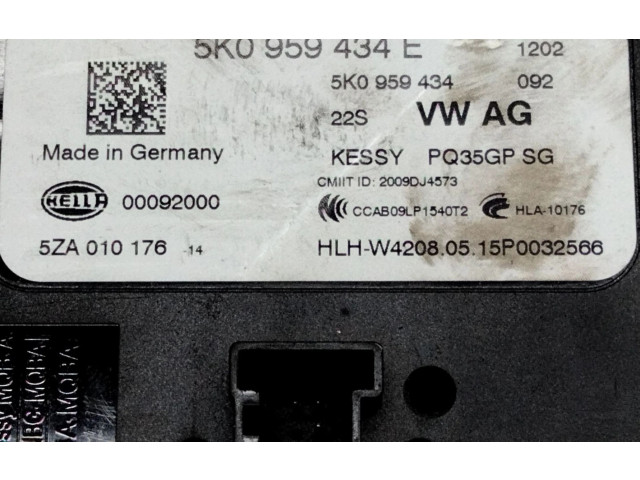 5K0 959 434 E 1202
5K0 959 434 092
22S VW AG
Made in Germany KESSY PQ35GP SG
CMIIT ID: 2009DJ4573
HELLA 00092000 CCAB09LP1540T2 HLA-10176
5ZA 010 176 -14 HLH-W4208.05.15P0032566